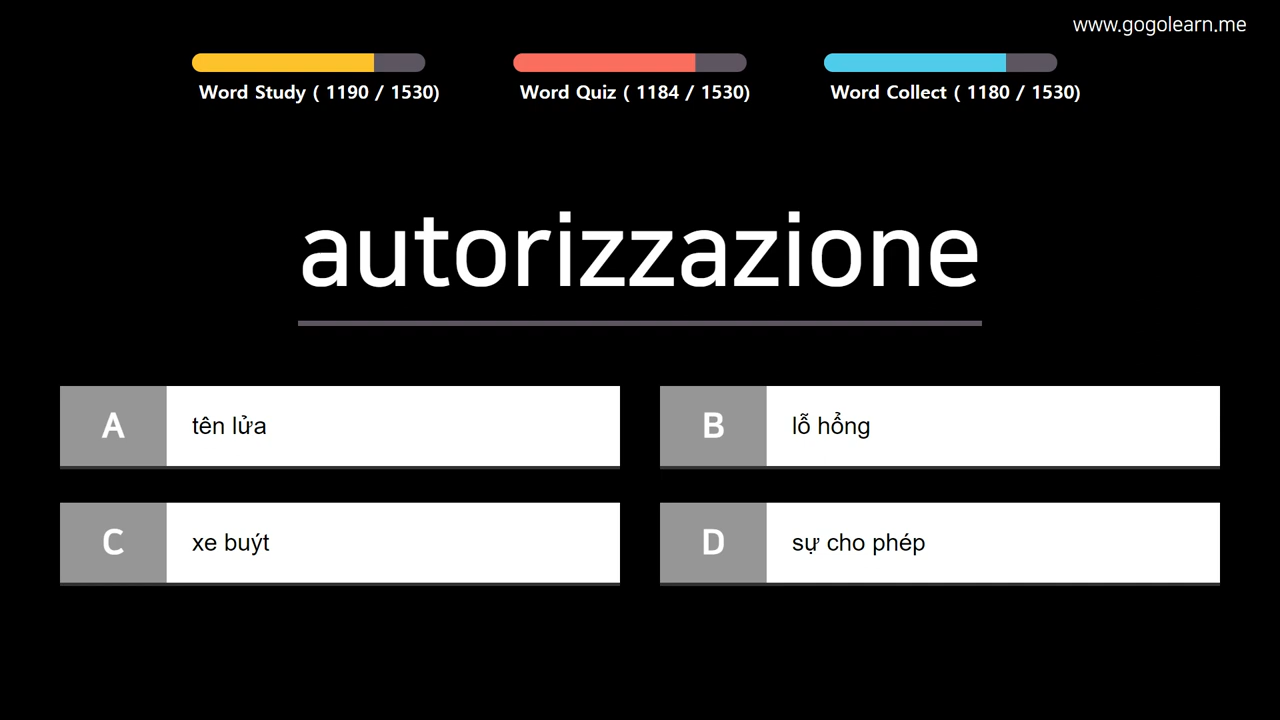 www.gogolearn.me
Word Study ( 1190 / 1530)
Word Quiz ( 1184 / 1530)
Word Collect ( 1180 / 1530)
autorizzazione
A
tên lửa
B
lỗ hổng
C
xe buýt
D
sự cho phép